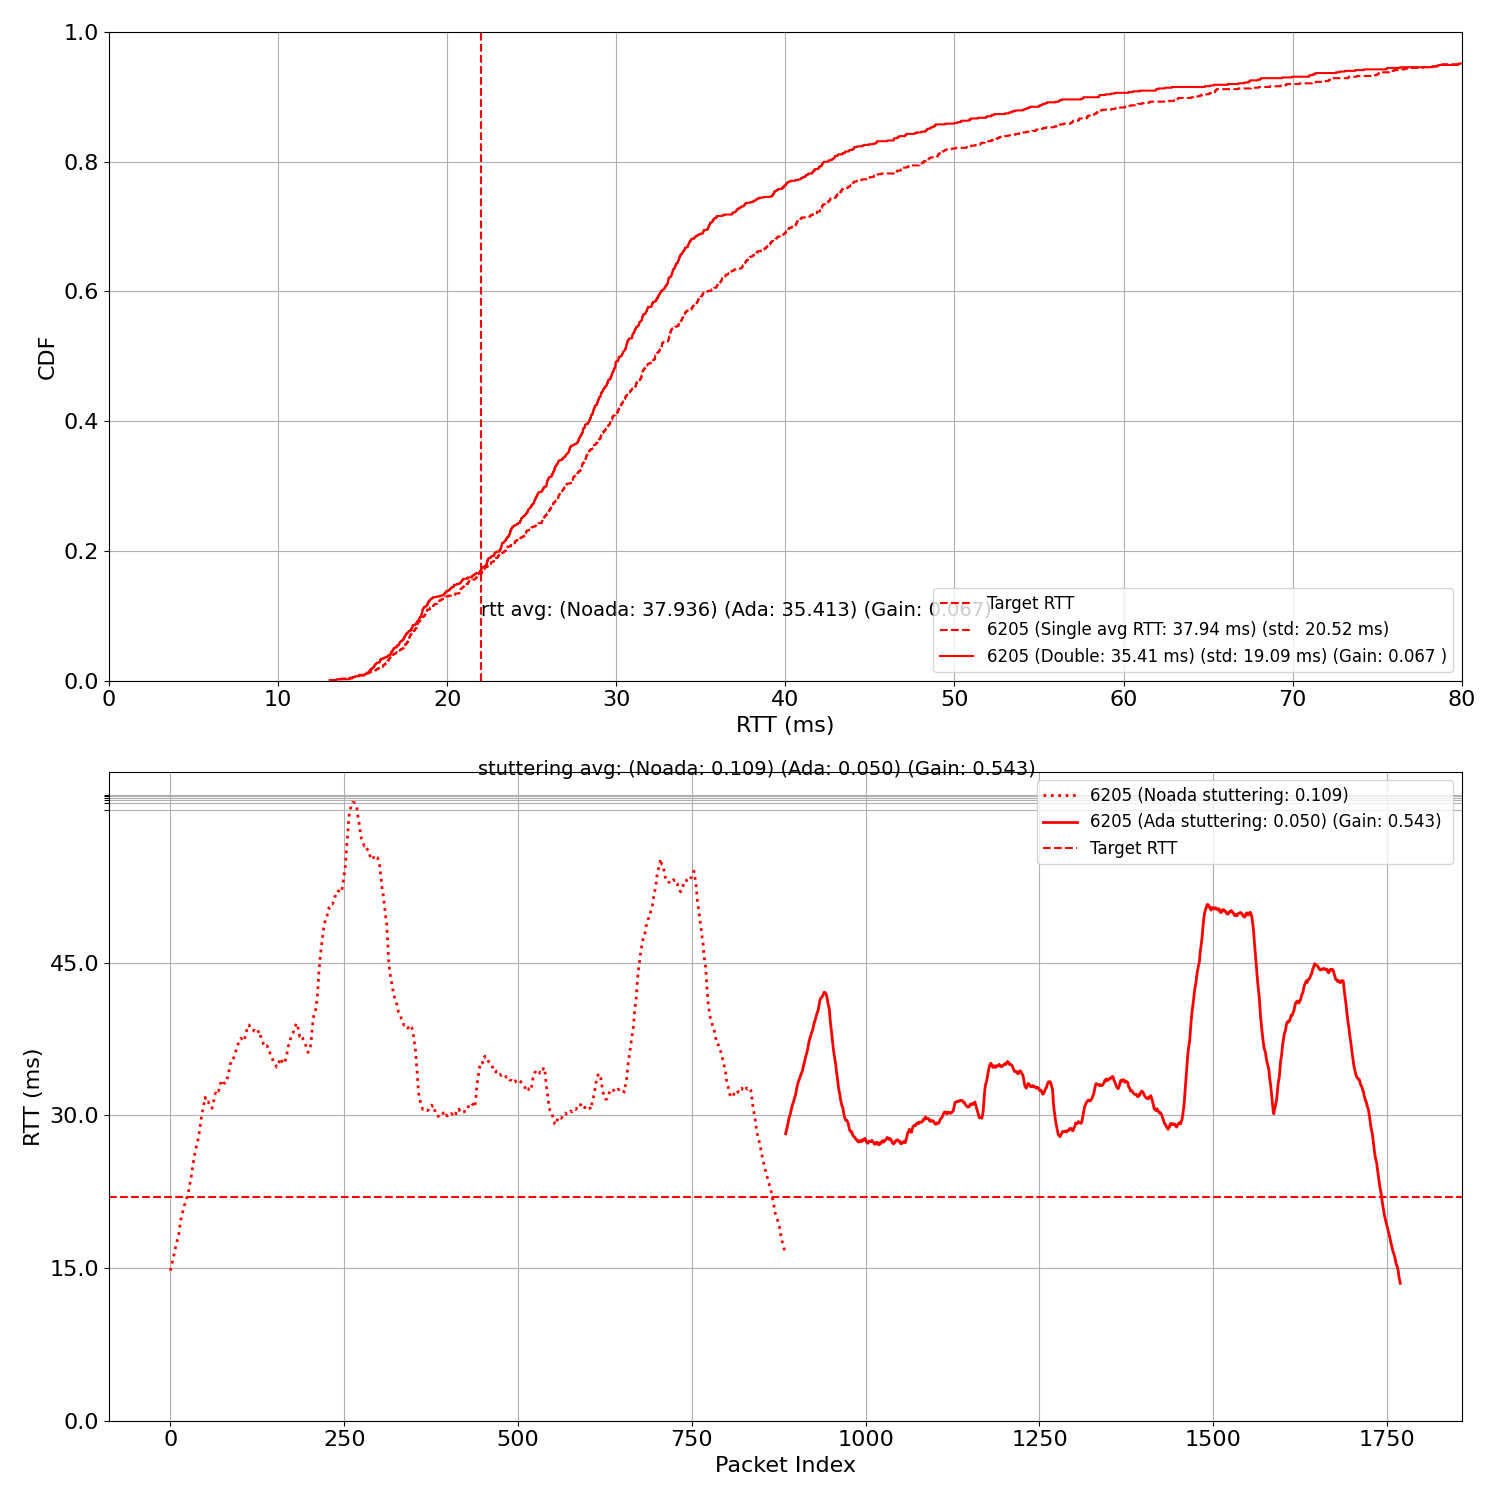 1.0
0.8
0.6
0.4
0.2
0.0
CDF
rtt avg: (Noada: 37.936) (Ada: 35.413) (Gain: 0.067)
Target RTT
6205 (Single avg RTT: 37.94 ms) (std: 20.52 ms)
6205 (Double: 35.41 ms) (std: 19.09 ms) (Gain: 0.067 )
0 10 20 30 40 50 60 70 80
RTT (ms)
stuttering avg: (Noada: 0.109) (Ada: 0.050) (Gain: 0.543)
6205 (Noada stuttering: 0.109)
6205 (Ada stuttering: 0.050) (Gain: 0.543)
Target RTT
45.0
30.0
15.0
0.0
RTT (ms)
0 250 500 750 1000 1250 1500 1750
Packet Index